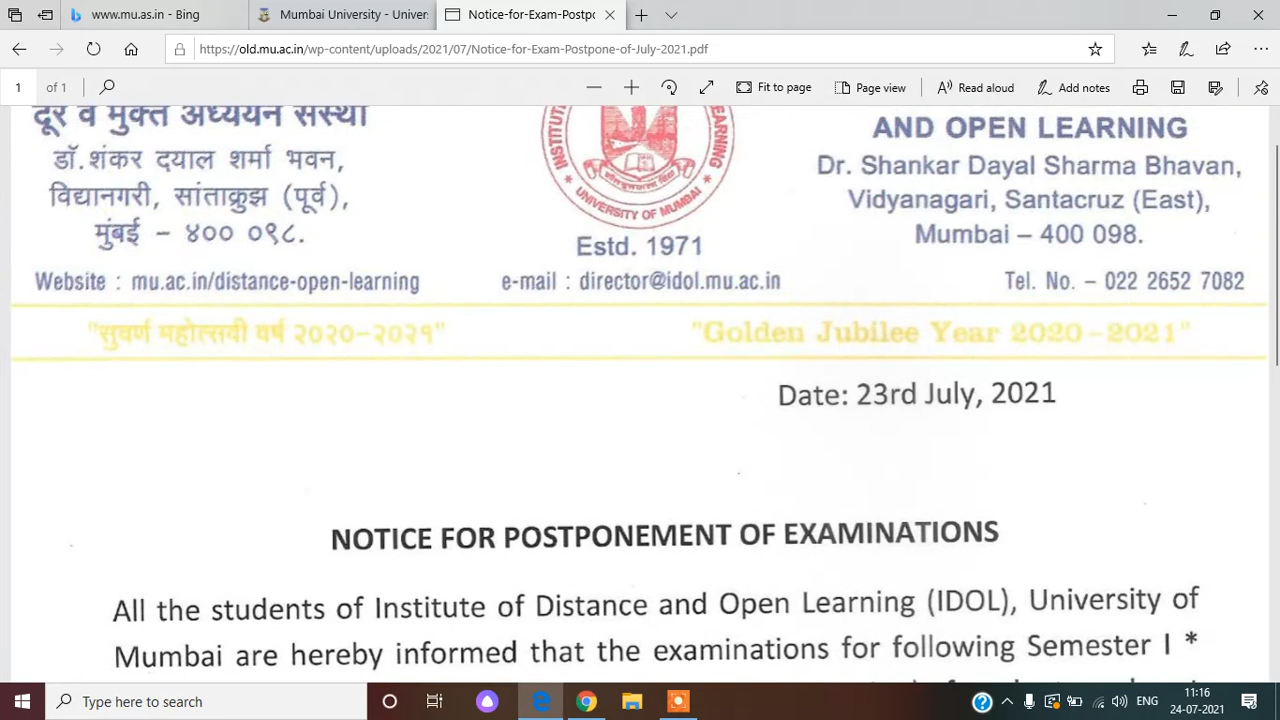 www.mu.as.in - Bing
Mumbai University - Univers
Notice-for-Exam-Postpo
https://old.mu.ac.in/wp-content/uploads/2021/07/Notice-for-Exam-Postpone-of-July-2021.pdf
1 of 1
Fit to page
Page view
Read aloud
Add notes
दूर व मुक्त अध्ययन संस्था
डॉ.शंकर दयाल शर्मा भवन,
विद्यानगरी, सांताक्रुझ (पूर्व),
मुंबई – ४०० ०९८.
UNIVERSITY OF MUMBAI
Estd. 1971
AND OPEN LEARNING
Dr. Shankar Dayal Sharma Bhavan,
Vidyanagari, Santacruz (East),
Mumbai – 400 098.
Website : mu.ac.in/distance-open-learning
e-mail : director@idol.mu.ac.in
Tel. No. – 022 2652 7082
"सुवर्ण महोत्सवी वर्ष २०२०–२०२१"
"Golden Jubilee Year 2020–2021"
Date: 23rd July, 2021
NOTICE FOR POSTPONEMENT OF EXAMINATIONS
All the students of Institute of Distance and Open Learning (IDOL), University of
Mumbai are hereby informed that the examinations for following Semester I *
Type here to search
ENG
11:16
24-07-2021